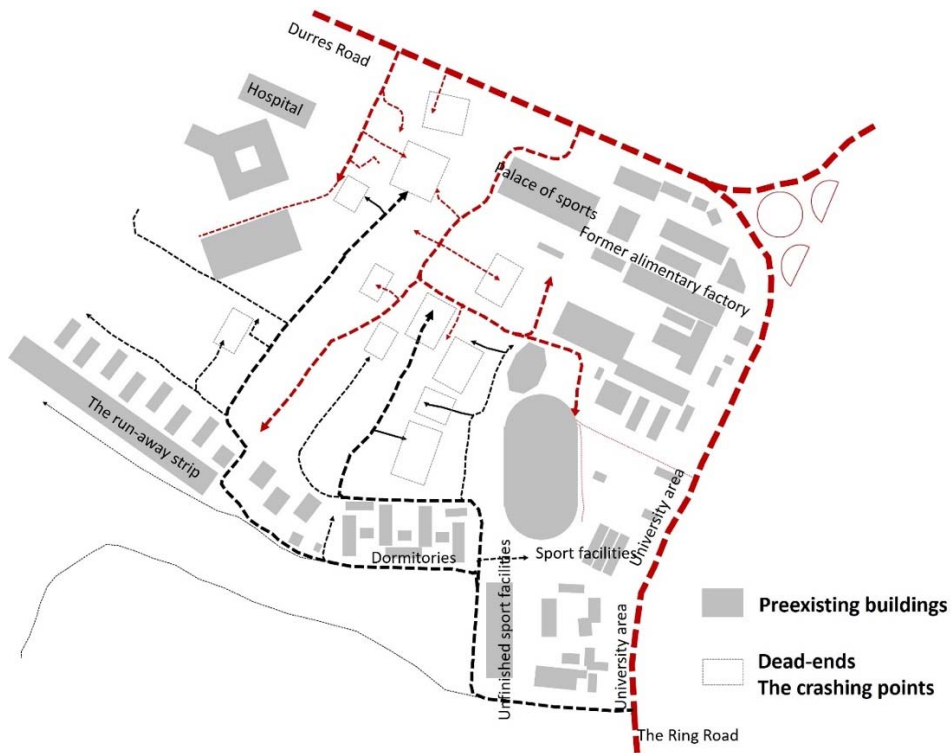 Durres Road
Hospital
Palace of sports
Former alimentary factory
The run-away strip
Dormitories
Sport facilities
Unfinished sport facilities
University area
University area
Preexisting buildings
Dead-ends
The crashing points
The Ring Road